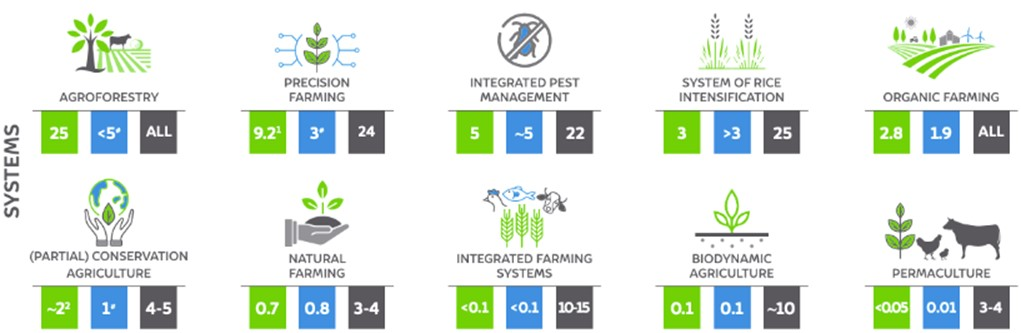 SYSTEMS
AGROFORESTRY
25 <5# ALL
PRECISION
FARMING
9.2¹ 3# 24
INTEGRATED PEST
MANAGEMENT
5 ~5 22
SYSTEM OF RICE
INTENSIFICATION
3 >3 25
ORGANIC FARMING
2.8 1.9 ALL
(PARTIAL) CONSERVATION
AGRICULTURE
~2² 1# 4-5
NATURAL
FARMING
0.7 0.8 3-4
INTEGRATED FARMING
SYSTEMS
<0.1 <0.1 10-15
BIODYNAMIC
AGRICULTURE
0.1 0.1 ~10
PERMACULTURE
<0.05 0.01 3-4